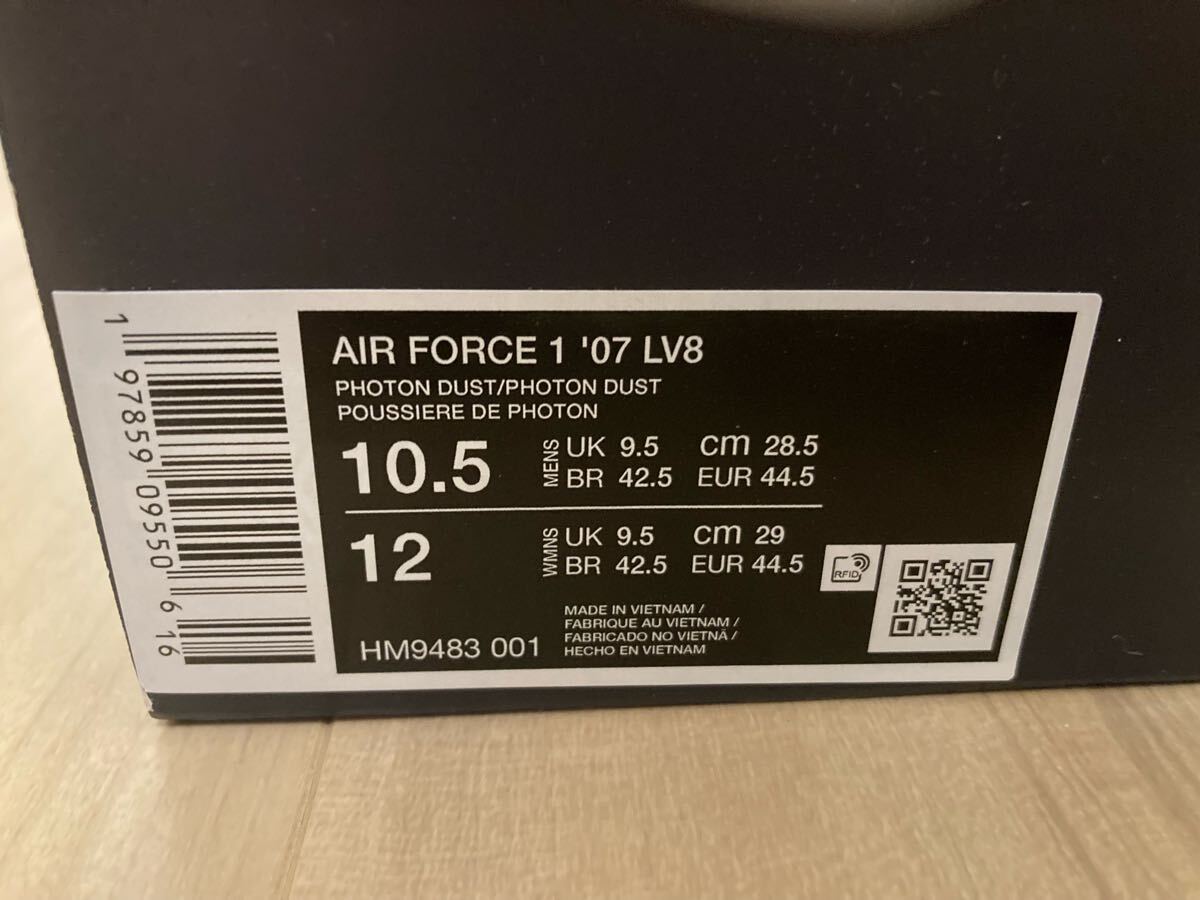 AIR FORCE 1 '07 LV8
PHOTON DUST/PHOTON DUST
POUSSIERE DE PHOTON
10.5
MENS
UK 9.5 cm 28.5
BR 42.5 EUR 44.5
12
WMNS
UK 9.5 cm 29
BR 42.5 EUR 44.5
RFID
HM9483 001
MADE IN VIETNAM /
FABRIQUE AU VIETNAM /
FABRICADO NO VIETNÃ /
HECHO EN VIETNAM
1 97859 09550 6 16